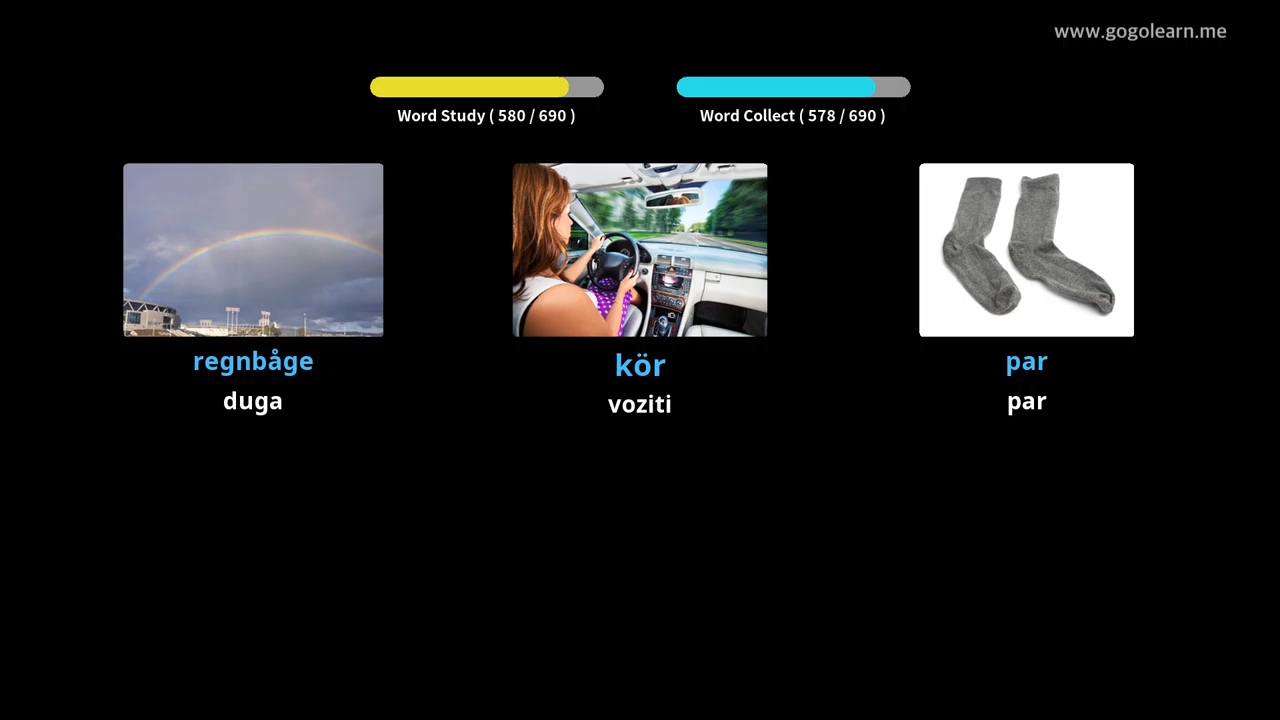 www.gogolearn.me
Word Study ( 580 / 690 )
Word Collect ( 578 / 690 )
regnbåge
kör
par
duga
voziti
par